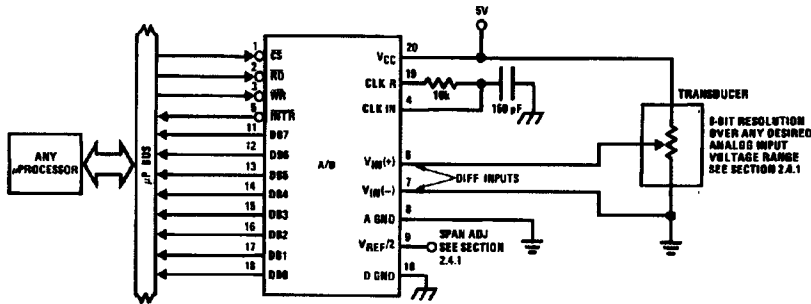 5V
1 CS
2 RD
3 WR
5 INTR
11 DB7
12 DB6
13 DB5
14 DB4
15 DB3
16 DB2
17 DB1
18 DB0
ANY
µPROCESSOR
µP BUS
A/D
VCC 20
CLK R 19
CLK IN 4
10k
150 pF
VIN(+) 6
VIN(–) 7
DIFF INPUTS
A GND 8
VREF/2 9
D GND 10
SPAN ADJ
SEE SECTION
2.4.1
TRANSDUCER
8-BIT RESOLUTION
OVER ANY DESIRED
ANALOG INPUT
VOLTAGE RANGE
SEE SECTION 2.4.1